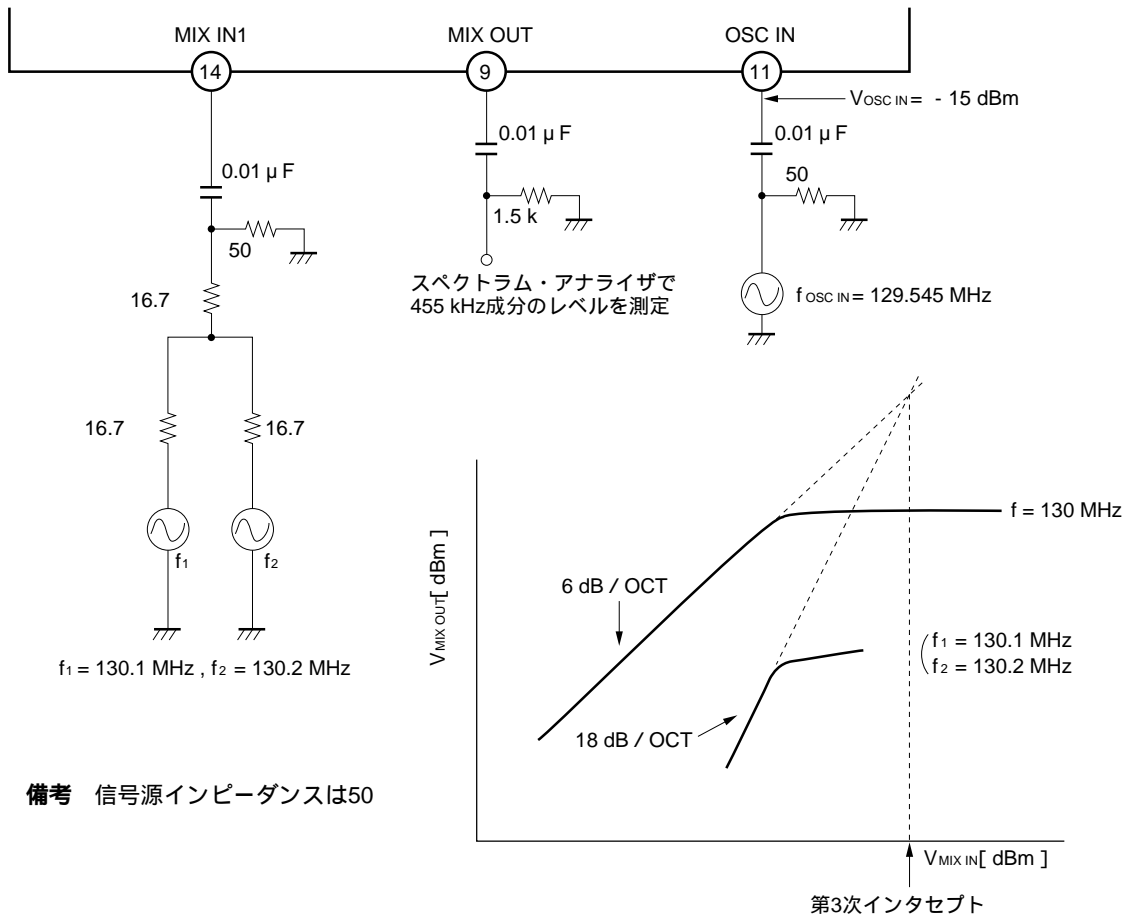 MIX IN1
MIX OUT
OSC IN
14
9
11
VOSC IN = - 15 dBm
0.01 µ F
0.01 µ F
0.01 µ F
50
1.5 k
50
16.7
スペクトラム・アナライザで
455 kHz成分のレベルを測定
f OSC IN = 129.545 MHz
16.7
16.7
f1
f2
f1 = 130.1 MHz , f2 = 130.2 MHz
VMIX OUT[ dBm ]
f = 130 MHz
6 dB / OCT
f1 = 130.1 MHz
f2 = 130.2 MHz
18 dB / OCT
備考 信号源インピーダンスは50
VMIX IN[ dBm ]
第3次インタセプト